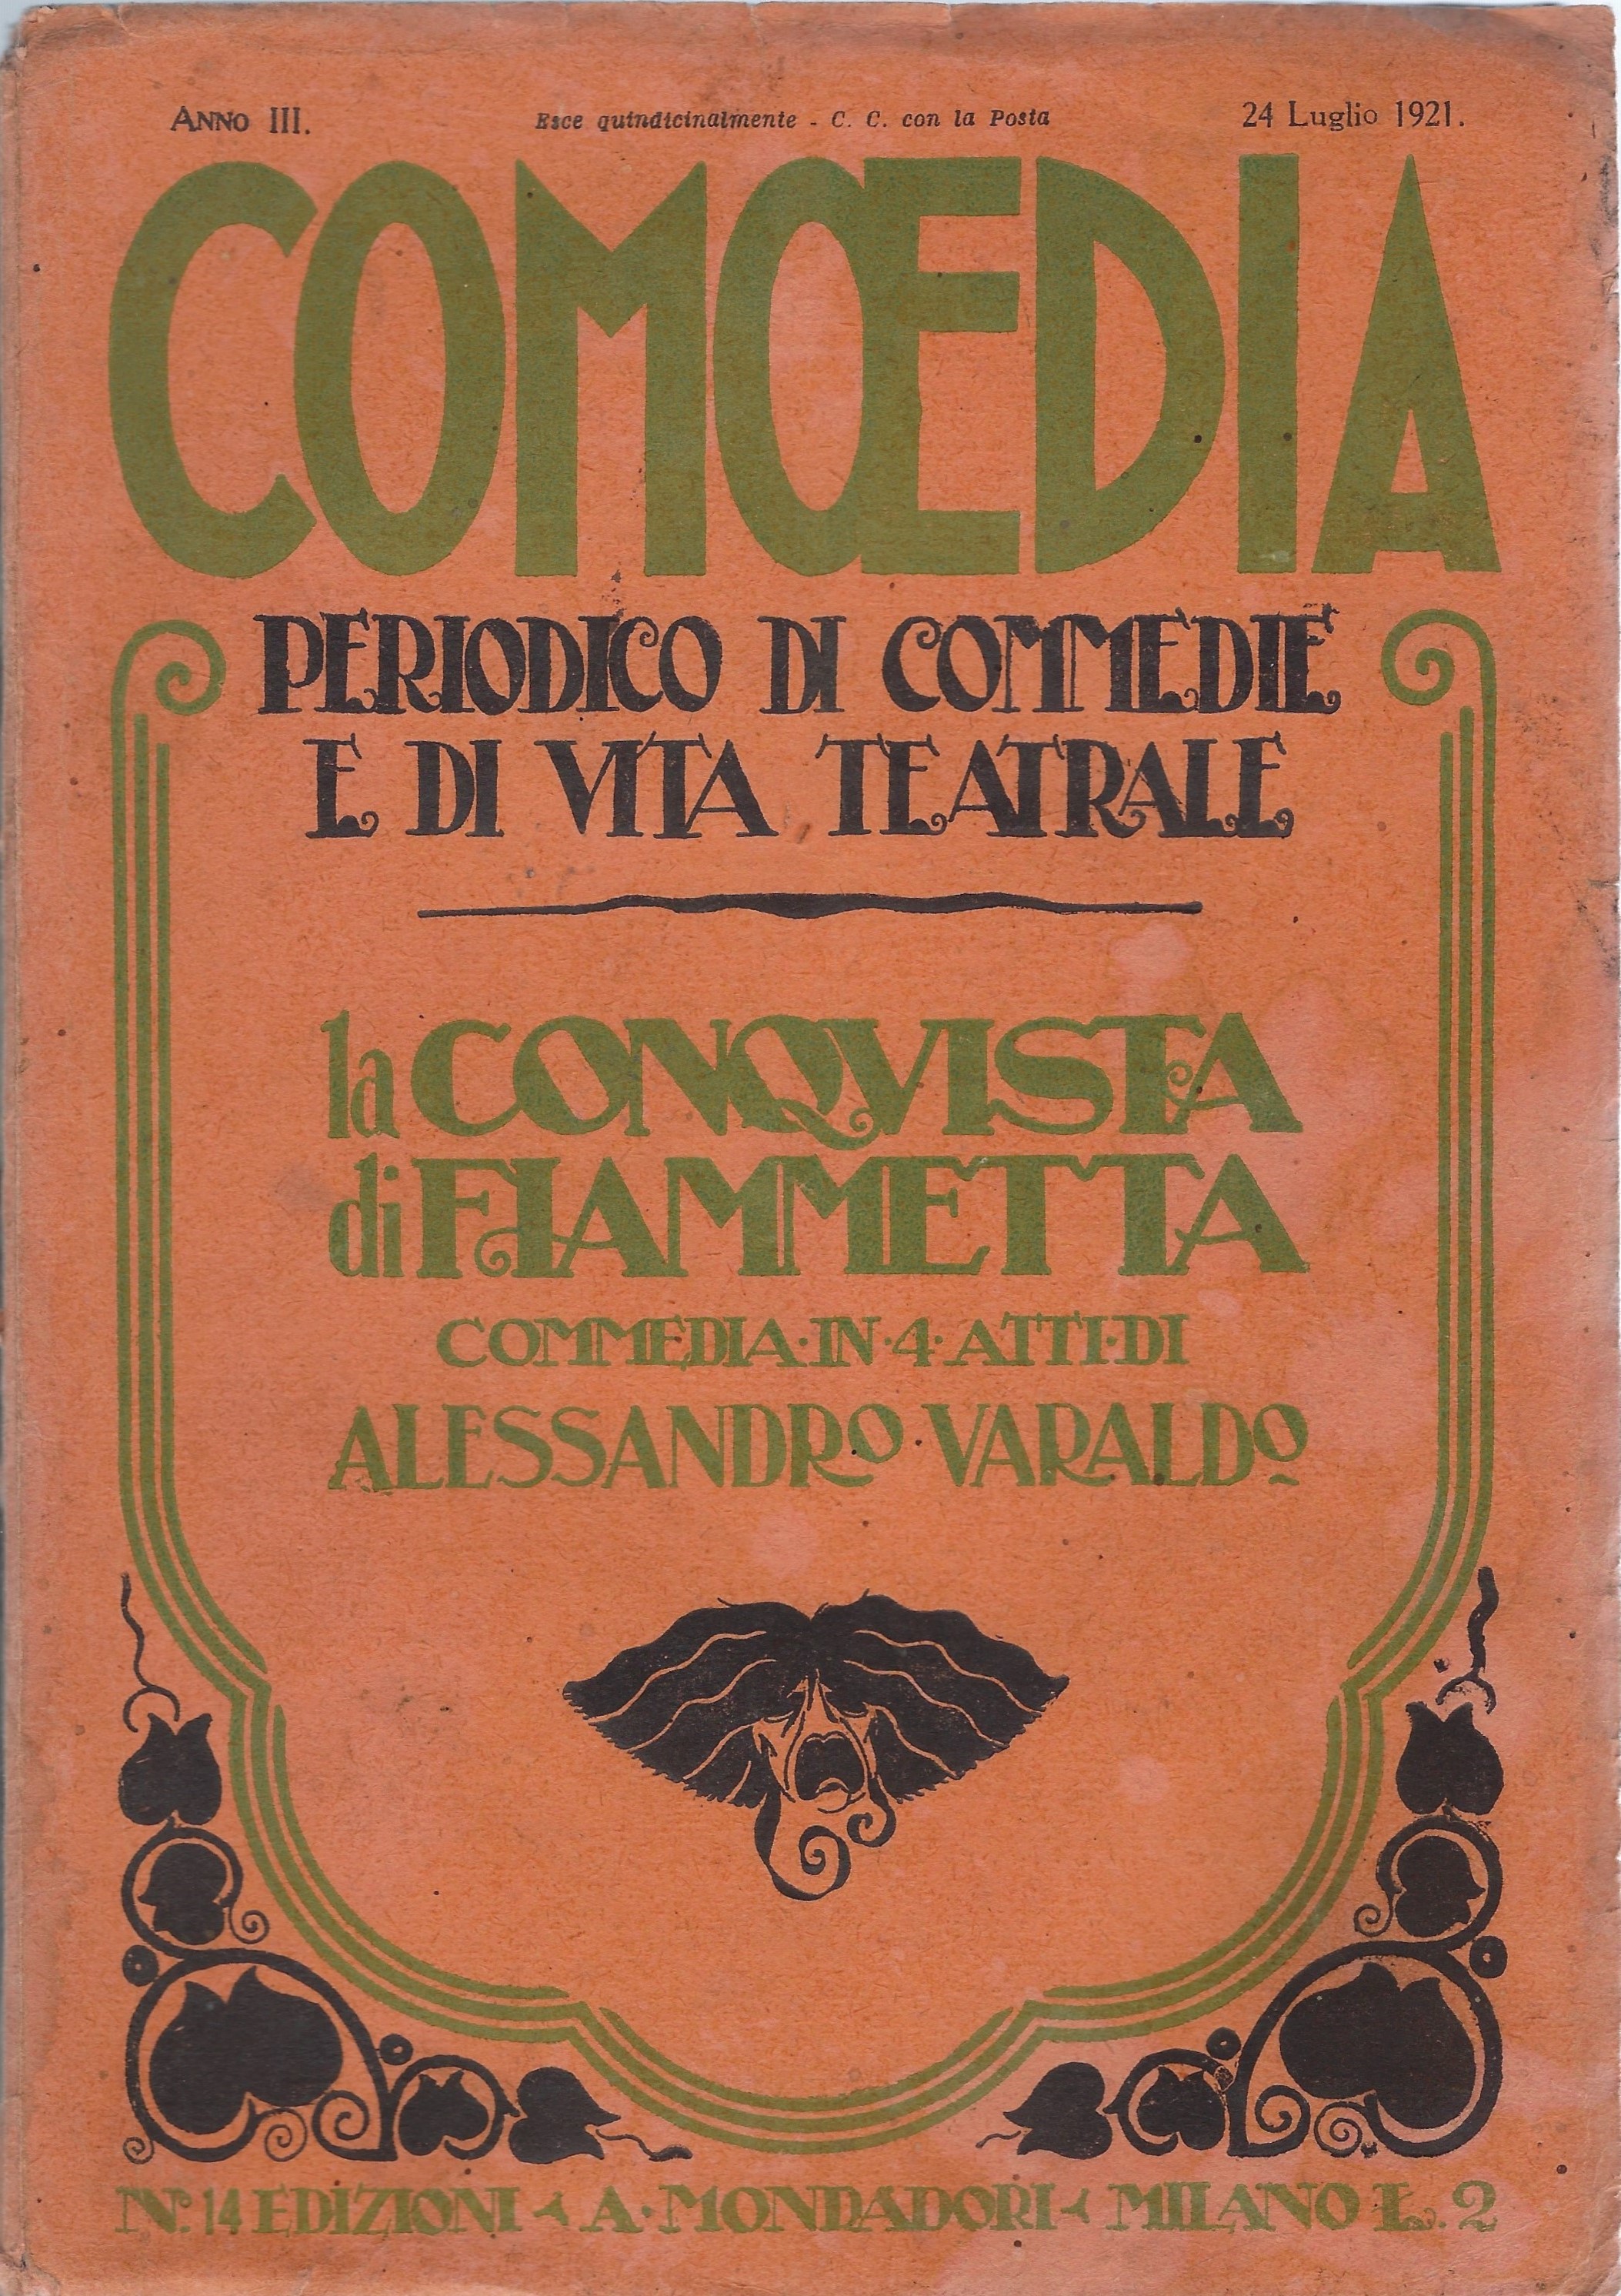 ANNO III.
Esce quindicinalmente - C. C. con la Posta
24 Luglio 1921.
COMŒDIA
PERIODICO DI COMMEDIE
E DI VITA TEATRALE
la CONQVISTA
di FIAMMETTA
COMMEDIA·IN·4·ATTI·DI
ALESSANDRO·VARALDO
N. 14 EDIZIONI - A. MONDADORI - MILANO L. 2